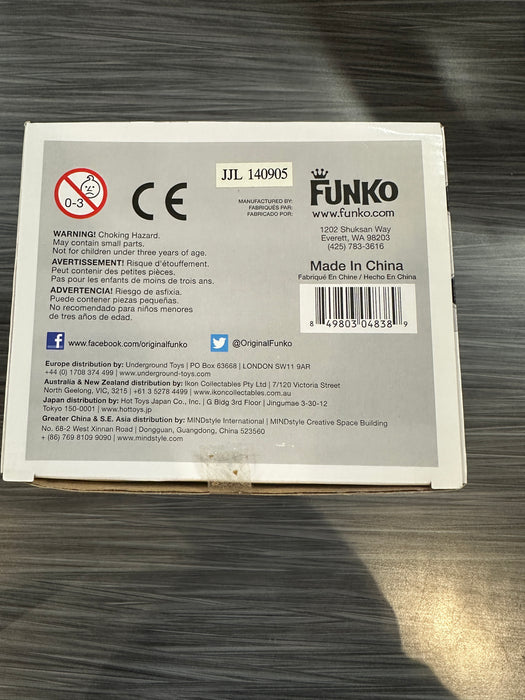 0-3
CE
JJL 140905
MANUFACTURED BY:
FABRIQUÉS PAR:
FABRICADO POR:
FUNKO
www.funko.com
1202 Shuksan Way
Everett, WA 98203
(425) 783-3616
Made In China
Fabriqué En Chine / Hecho En China
8 49803 04838 9
WARNING! Choking Hazard.
May contain small parts.
Not for children under three years of age.
AVERTISSEMENT! Risque d'étouffement.
Peut contenir des petites pièces.
Pas pour les enfants de moins de trois ans.
ADVERTENCIA! Riesgo de asfixia.
Puede contener piezas pequeñas.
No recomendado para niños menores
de tres años de edad.
f www.facebook.com/originalfunko
@OriginalFunko
Europe distribution by: Underground Toys | PO Box 63668 | LONDON SW11 9AR
+44 (0) 1708 374 499 | www.underground-toys.com
Australia & New Zealand distribution by: Ikon Collectables Pty Ltd | 7/120 Victoria Street
North Geelong, VIC, 3215 | +61.3 5278 4499 | www.ikoncollectables.com.au
Japan distribution by: Hot Toys Japan Co., Inc. | G Bldg 3rd Floor | Jingumae 3-30-12
Tokyo 150-0001 | www.hottoys.jp
Greater China & S.E. Asia distribution by: MINDstyle International | MINDstyle Creative Space Building
No. 68-2 West Xinnan Road | Dongguan, Guangdong, China 523560
+ (86) 769 8109 9090 | www.mindstyle.com